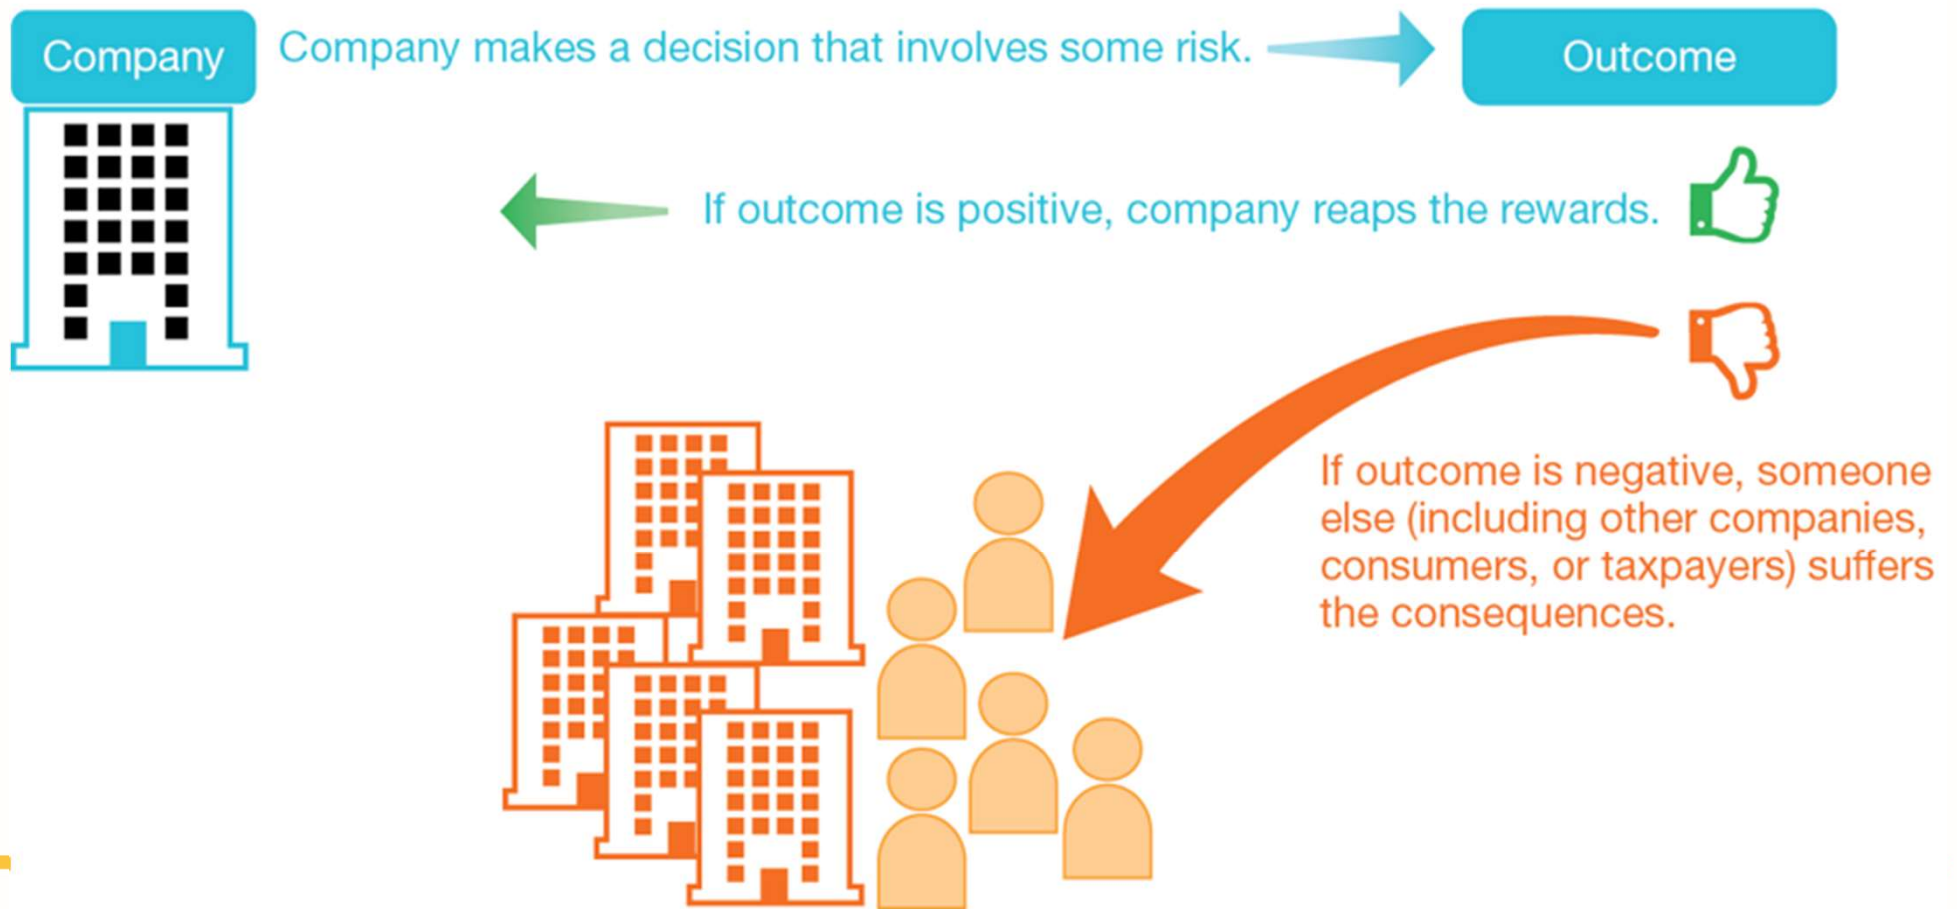 Company
Company makes a decision that involves some risk.
Outcome
If outcome is positive, company reaps the rewards.
If outcome is negative, someone
else (including other companies,
consumers, or taxpayers) suffers
the consequences.